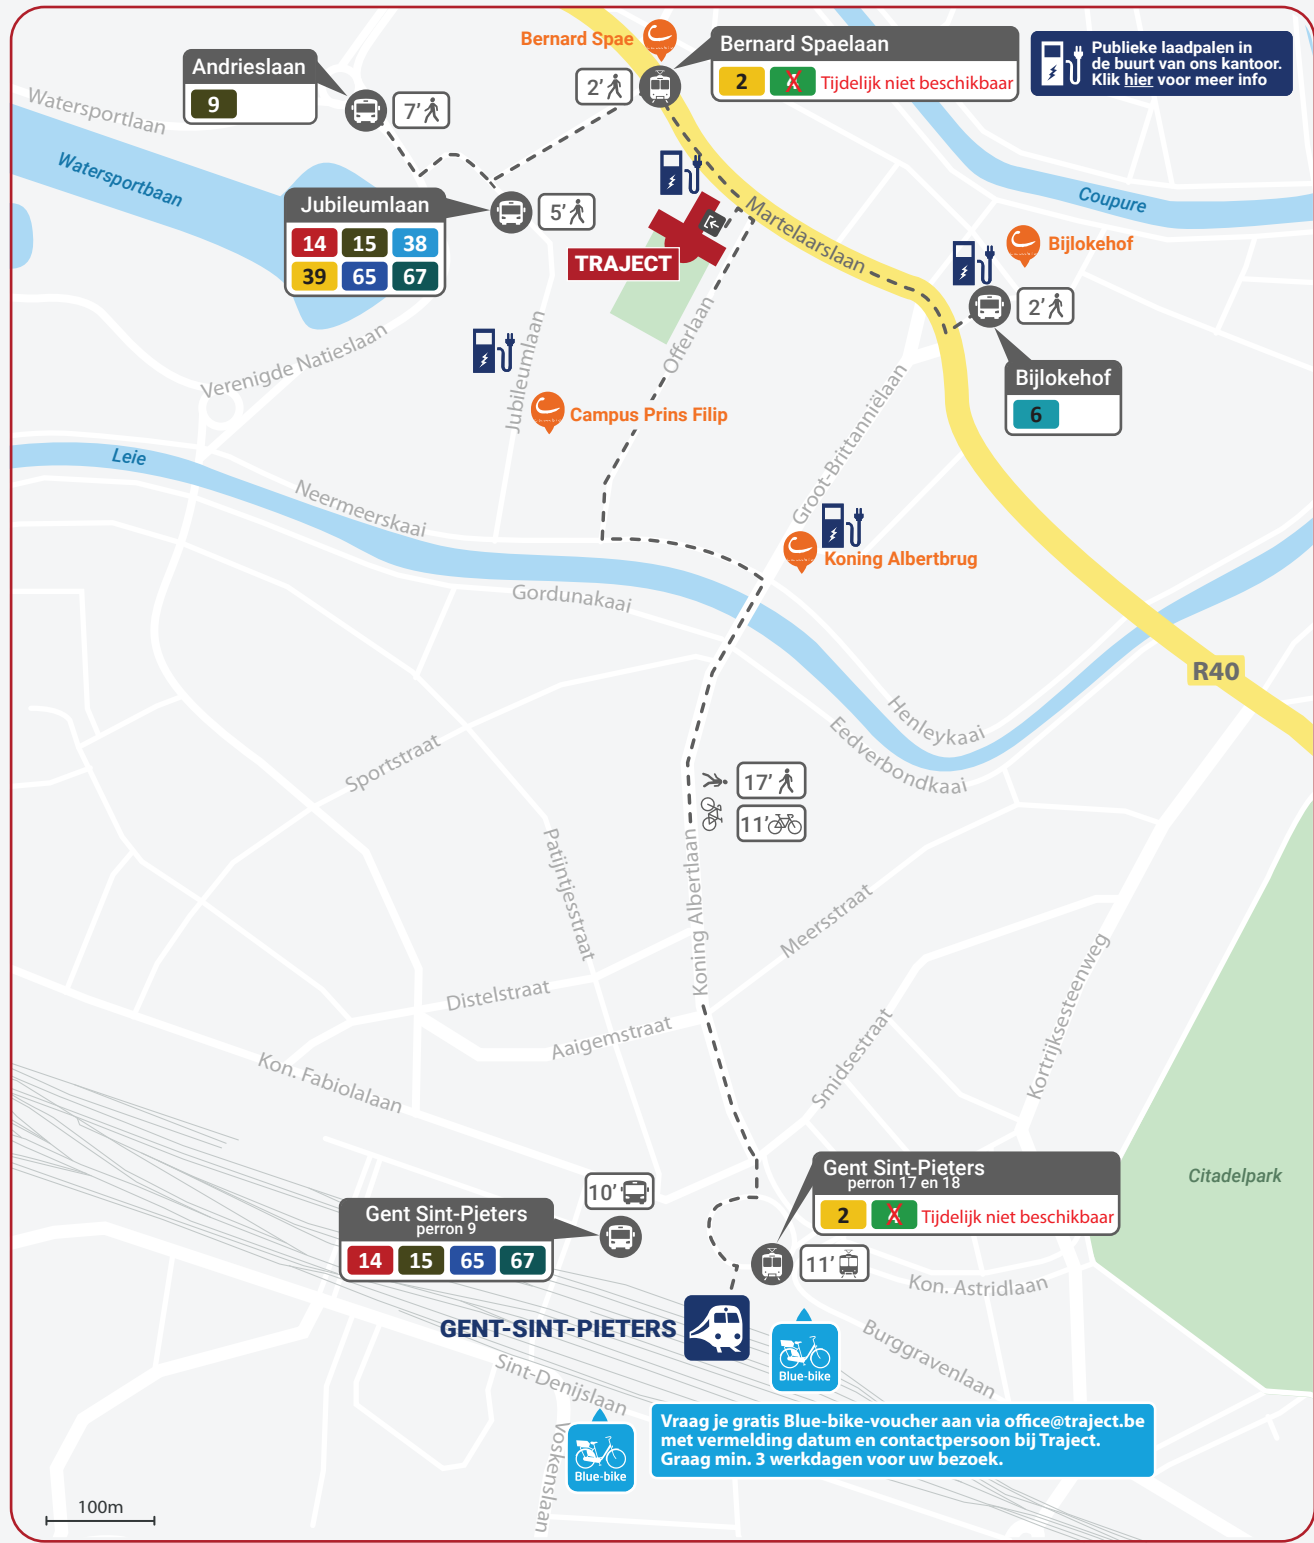 Bernard Spae
Bernard Spaelaan
2 X Tijdelijk niet beschikbaar
Publieke laadpalen in
de buurt van ons kantoor.
Klik hier voor meer info
Andrieslaan
9
7'
2'
Watersportlaan
Watersportbaan
Coupure
Jubileumlaan
14 15 38
39 65 67
5'
TRAJECT
Martelaarslaan
Bijlokehof
2'
Bijlokehof
6
Offerlaan
Jubileumlaan
Verenigde Natieslaan
Campus Prins Filip
Groot-Brittanniëlaan
Leie
Neermeerskaai
Koning Albertbrug
Gordunakaai
R40
Henleykaai
Eedverbondkaai
Sportstraat
17'
11'
Patijntjesstraat
Koning Albertlaan
Meersstraat
Distelstraat
Aaigemstraat
Smidsestraat
Kortrijksesteenweg
Kon. Fabiolalaan
Citadelpark
Gent Sint-Pieters
perron 17 en 18
2 X Tijdelijk niet beschikbaar
10'
Gent Sint-Pieters
perron 9
14 15 65 67
11'
Kon. Astridlaan
GENT-SINT-PIETERS
Burggravenlaan
Blue-bike
Sint-Denijslaan
Voskenslaan
Blue-bike
Vraag je gratis Blue-bike-voucher aan via office@traject.be
met vermelding datum en contactpersoon bij Traject.
Graag min. 3 werkdagen voor uw bezoek.
100m